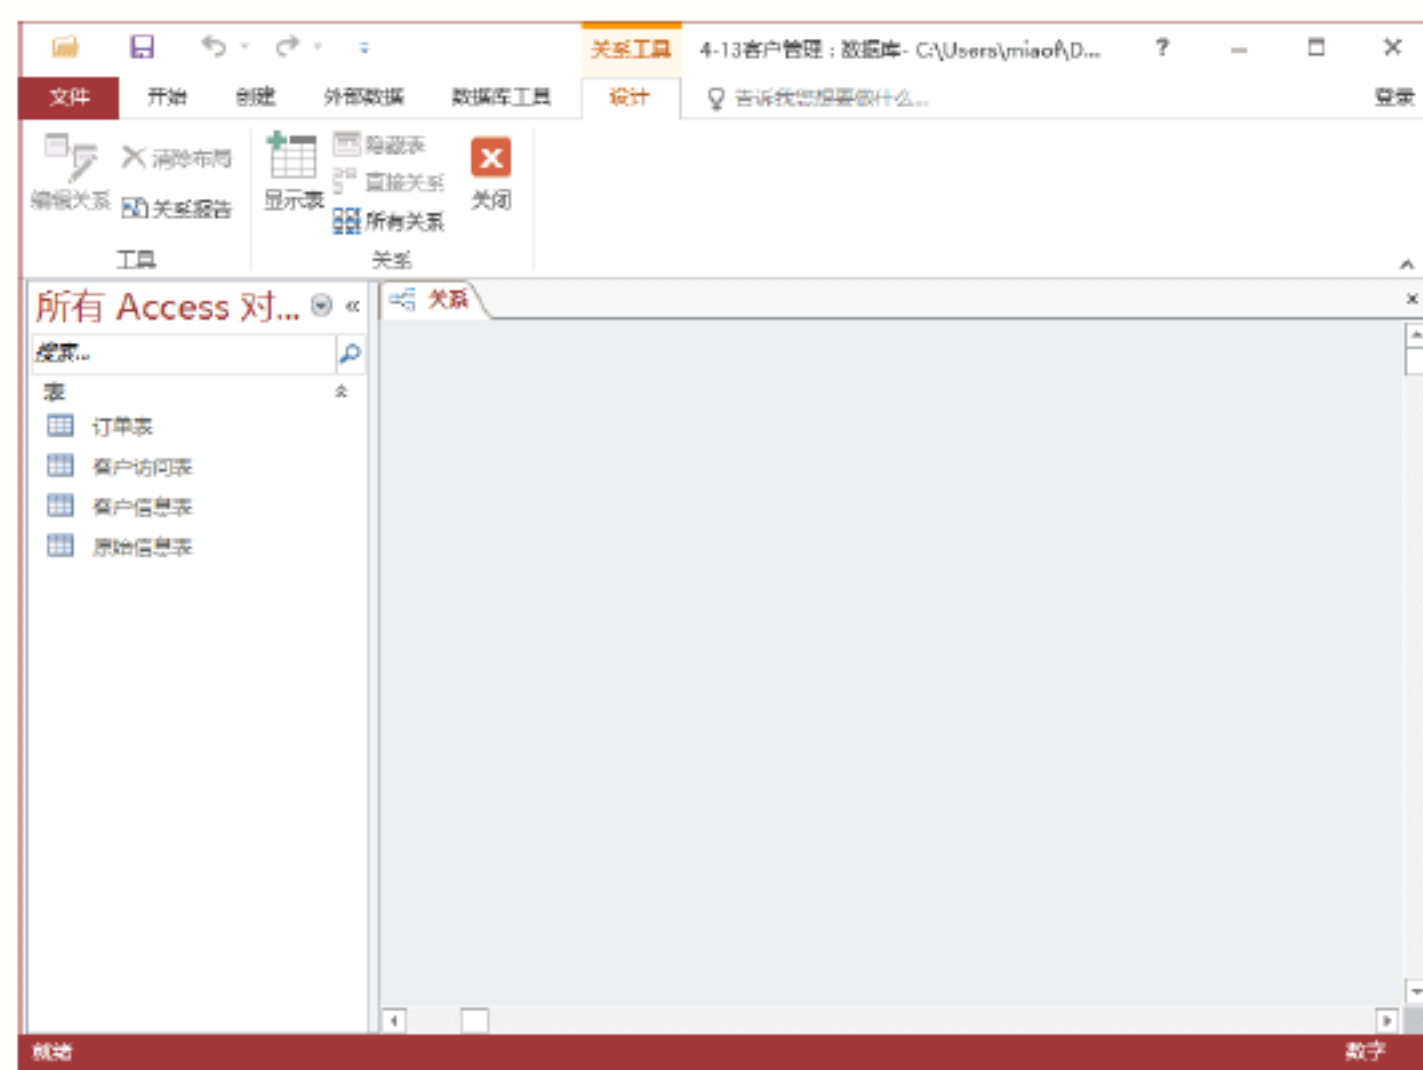 关系工具 4-13客户管理：数据库- C:\Users\miaof\D... ?
文件 开始 创建 外部数据 数据库工具 设计 告诉我您想要做什么... 登录
编辑关系 清除布局 关系报告
显示表 隐藏表 直接关系 所有关系 关闭
工具 关系
所有 Access 对... «
关系
搜索...
表
订单表
客户访问表
客户信息表
原始信息表
就绪 数字